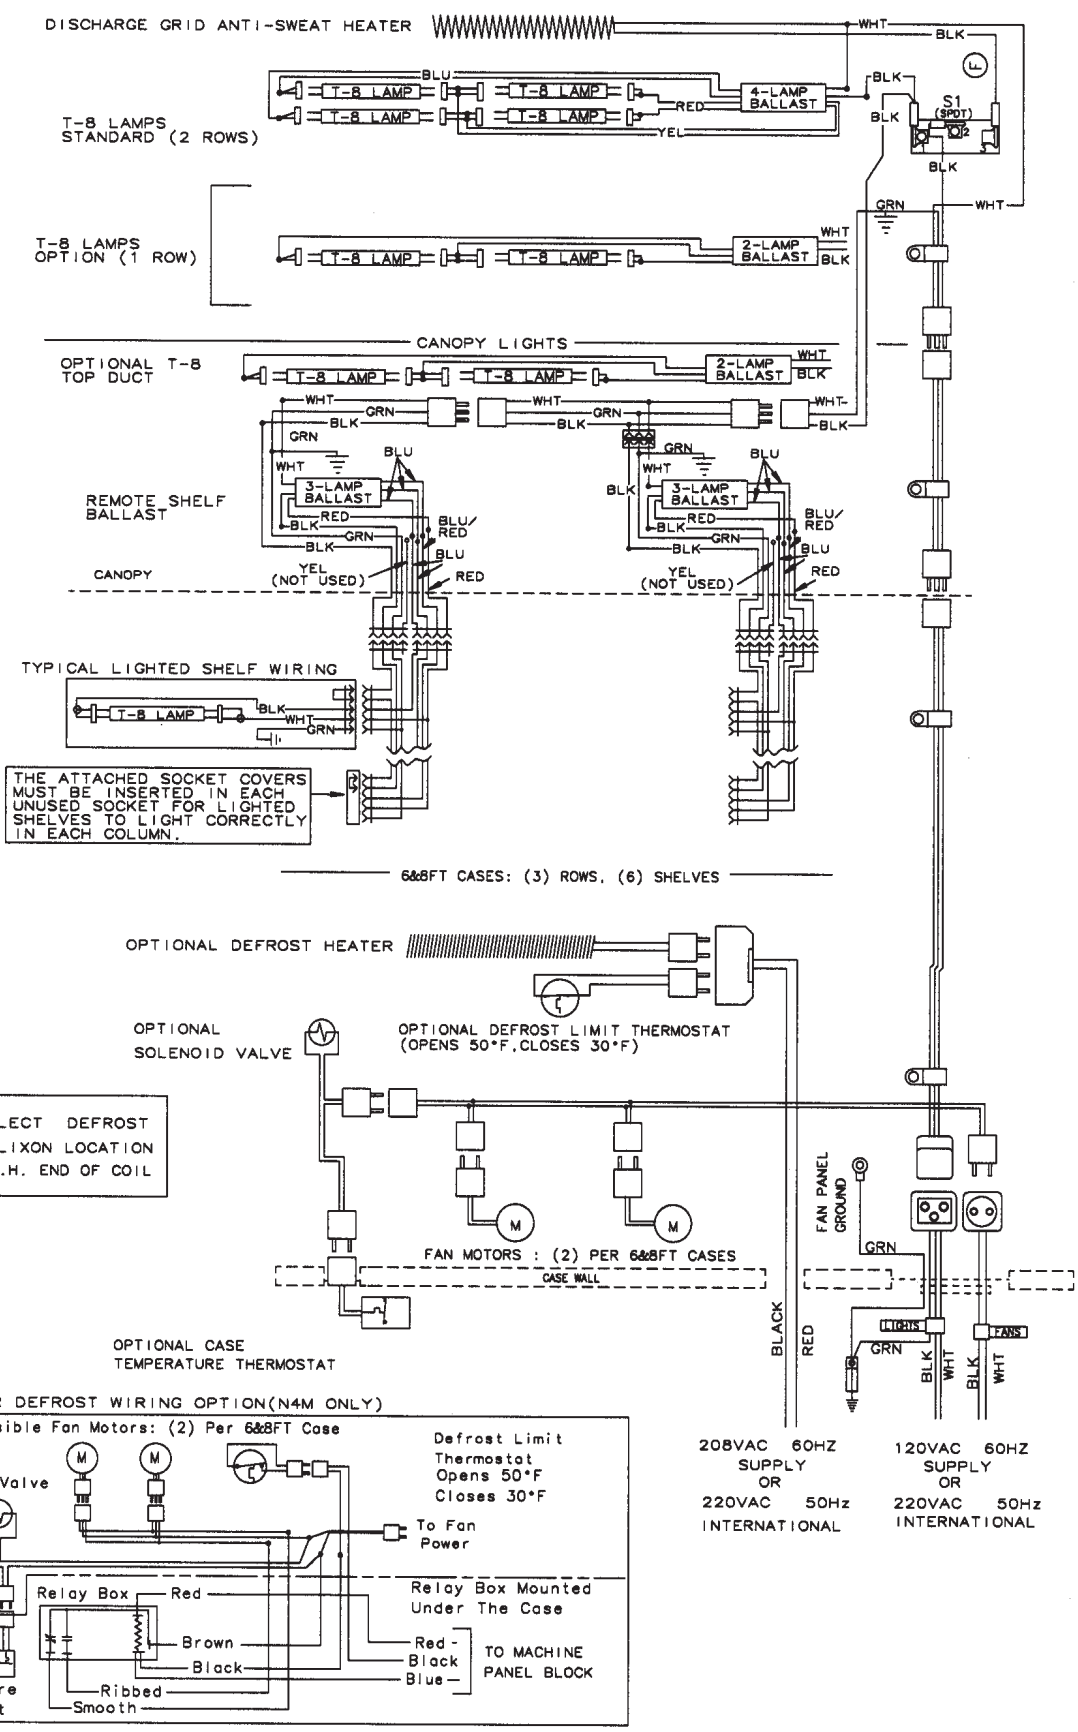 DISCHARGE GRID ANTI-SWEAT HEATER
WHT
BLK
F
BLU
T-8 LAMP
T-8 LAMP
4-LAMP
BALLAST
BLK
S1
(SPDT)
RED
T-8 LAMPS
STANDARD (2 ROWS)
T-8 LAMP
T-8 LAMP
YEL
BLK
2
3
BLK
GRN
WHT
T-8 LAMPS
OPTION (1 ROW)
T-8 LAMP
T-8 LAMP
2-LAMP
BALLAST
WHT
BLK
CANOPY LIGHTS
OPTIONAL T-8
TOP DUCT
T-8 LAMP
T-8 LAMP
2-LAMP
BALLAST
WHT
BLK
WHT
GRN
BLK
WHT
GRN
BLK
WHT
BLK
GRN
WHT
BLU
GRN
WHT
BLU
REMOTE SHELF
BALLAST
3-LAMP
BALLAST
RED
BLK
GRN
BLK
BLU/
RED
BLU
BLK
3-LAMP
BALLAST
RED
BLK
GRN
BLK
BLU/
RED
BLU
CANOPY
YEL
(NOT USED)
RED
YEL
(NOT USED)
RED
TYPICAL LIGHTED SHELF WIRING
T-8 LAMP
BLK
WHT
GRN
THE ATTACHED SOCKET COVERS
MUST BE INSERTED IN EACH
UNUSED SOCKET FOR LIGHTED
SHELVES TO LIGHT CORRECTLY
IN EACH COLUMN.
6&8FT CASES: (3) ROWS, (6) SHELVES
OPTIONAL DEFROST HEATER
OPTIONAL DEFROST LIMIT THERMOSTAT
(OPENS 50°F,CLOSES 30°F)
OPTIONAL
SOLENOID VALVE
LECT DEFROST
LIXON LOCATION
.H. END OF COIL
M
M
FAN MOTORS : (2) PER 6&8FT CASES
CASE WALL
FAN PANEL
GROUND
GRN
LIGHTS
FANS
GRN
BLK
WHT
BLK
WHT
BLACK
RED
OPTIONAL CASE
TEMPERATURE THERMOSTAT
208VAC 60HZ
SUPPLY
OR
220VAC 50Hz
INTERNATIONAL
120VAC 60HZ
SUPPLY
OR
220VAC 50Hz
INTERNATIONAL
R DEFROST WIRING OPTION(N4M ONLY)
sible Fan Motors: (2) Per 6&8FT Case
M
M
Defrost Limit
Thermostat
Opens 50°F
Closes 30°F
Valve
To Fan
Power
Relay Box
Red
Relay Box Mounted
Under The Case
Brown
Black
Ribbed
Smooth
Red
Black
Blue
TO MACHINE
PANEL BLOCK
re
t